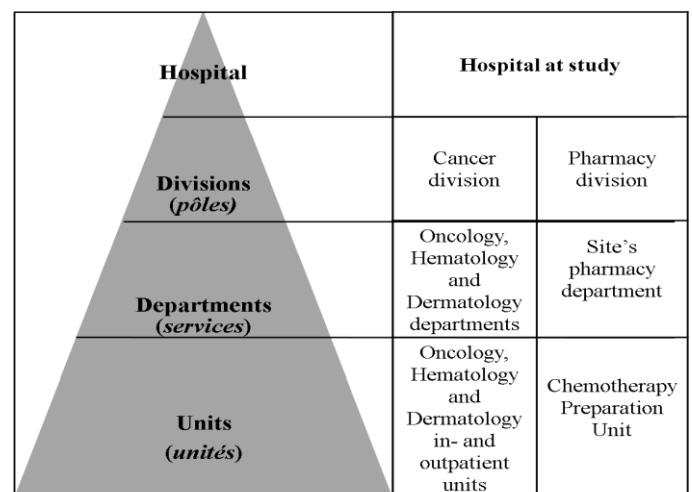 Hospital
Hospital at study
Divisions
(pôles)
Cancer
division
Pharmacy
division
Departments
(services)
Oncology,
Hematology
and
Dermatology
departments
Site's
pharmacy
department
Units
(unités)
Oncology,
Hematology
and
Dermatology
in- and
outpatient
units
Chemotherapy
Preparation
Unit